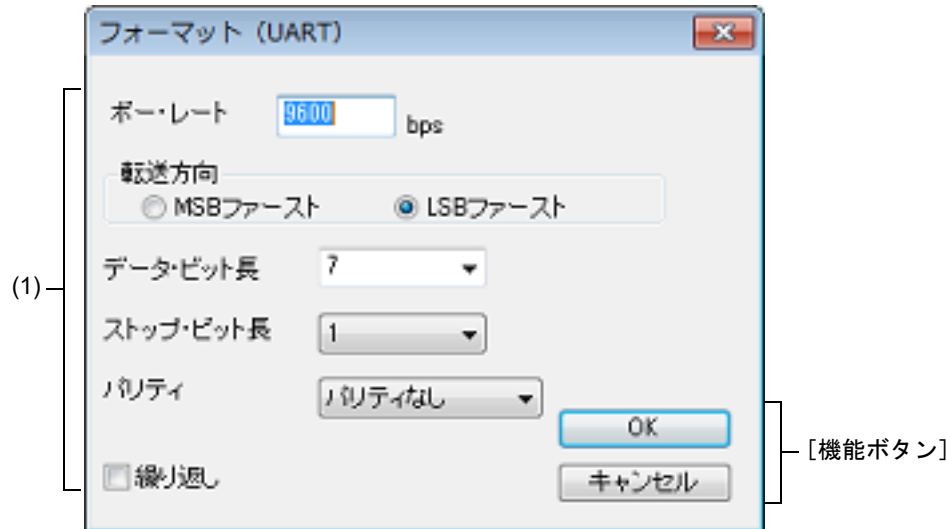 フォーマット（UART）
ボー・レート 9600 bps
転送方向
MSBファースト LSBファースト
データ・ビット長 7
(1)
ストップ・ビット長 1
パリティ パリティなし
OK
[機能ボタン]
繰り返し キャンセル